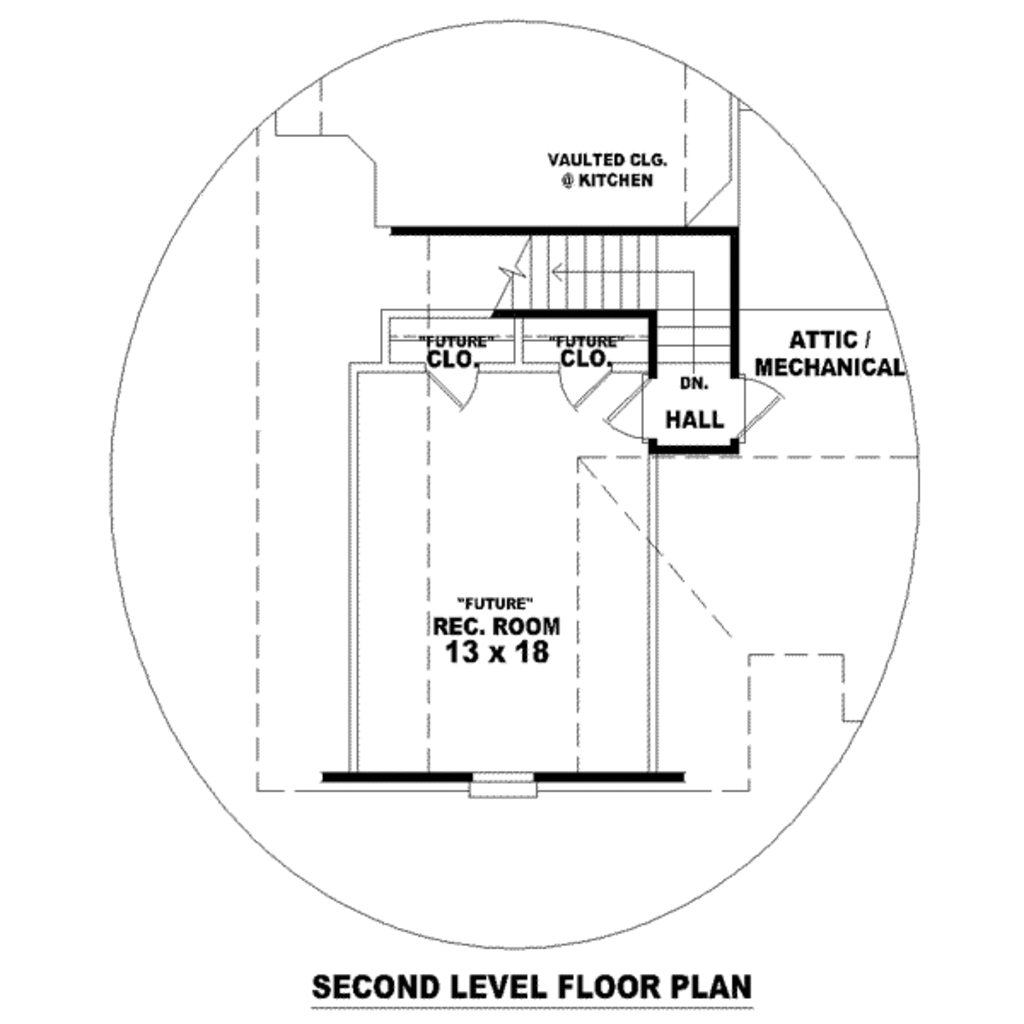 VAULTED CLG.
@ KITCHEN
"FUTURE"
CLO.
"FUTURE"
CLO.
ATTIC /
MECHANICAL
DN.
HALL
"FUTURE"
REC. ROOM
13 x 18
SECOND LEVEL FLOOR PLAN